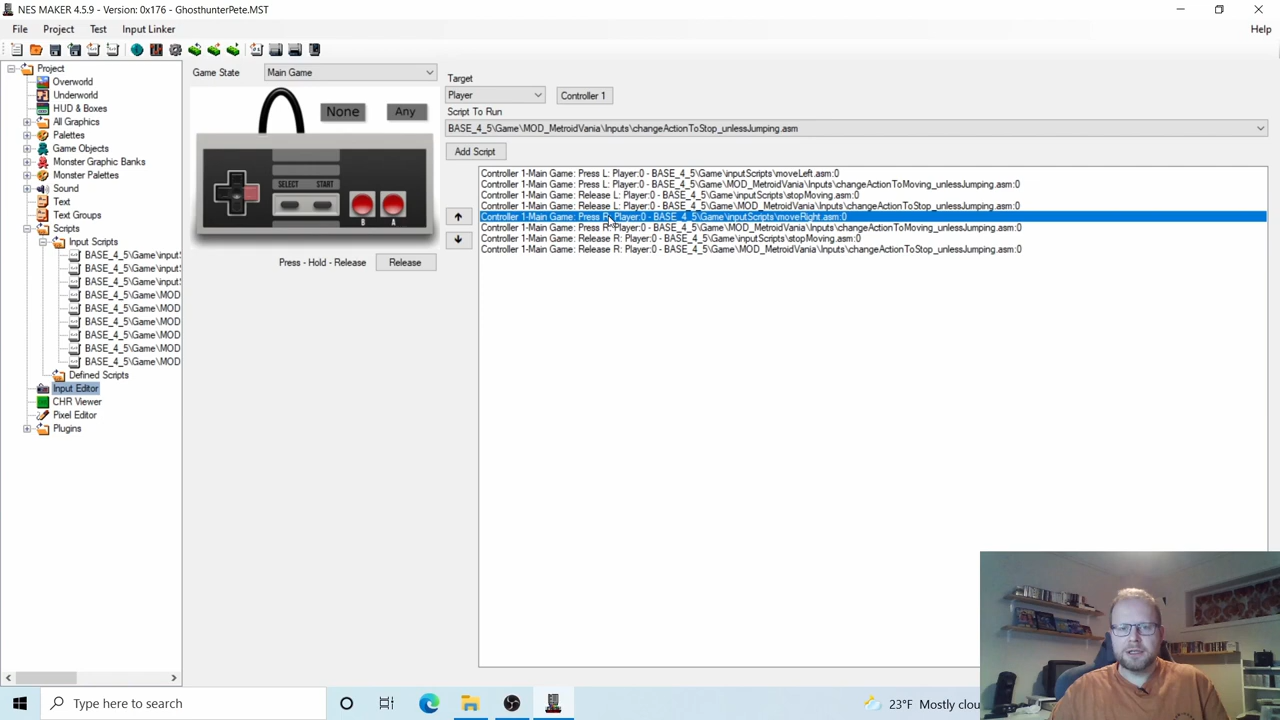 NES MAKER 4.5.9 - Version: 0x176 - GhosthunterPete.MST
File Project Test Input Linker Help
Project
Overworld
Underworld
HUD & Boxes
All Graphics
Palettes
Game Objects
Monster Graphic Banks
Monster Palettes
Sound
Text
Text Groups
Scripts
Input Scripts
BASE_4_5\Game\input
BASE_4_5\Game\input
BASE_4_5\Game\input
BASE_4_5\Game\MOD
BASE_4_5\Game\MOD
BASE_4_5\Game\MOD
BASE_4_5\Game\MOD
BASE_4_5\Game\MOD
BASE_4_5\Game\MOD
Defined Scripts
Input Editor
CHR Viewer
Pixel Editor
Plugins
Game State Main Game
None Any
SELECT START
B A
Press - Hold - Release Release
Target
Player Controller 1
Script To Run
BASE_4_5\Game\MOD_MetroidVania\Inputs\changeActionToStop_unlessJumping.asm
Add Script
Controller 1-Main Game: Press L: Player:0 - BASE_4_5\Game\inputScripts\moveLeft.asm:0
Controller 1-Main Game: Press L: Player:0 - BASE_4_5\Game\MOD_MetroidVania\Inputs\changeActionToMoving_unlessJumping.asm:0
Controller 1-Main Game: Release L: Player:0 - BASE_4_5\Game\inputScripts\stopMoving.asm:0
Controller 1-Main Game: Release L: Player:0 - BASE_4_5\Game\MOD_MetroidVania\Inputs\changeActionToStop_unlessJumping.asm:0
Controller 1-Main Game: Press R: Player:0 - BASE_4_5\Game\inputScripts\moveRight.asm:0
Controller 1-Main Game: Press R: Player:0 - BASE_4_5\Game\MOD_MetroidVania\Inputs\changeActionToMoving_unlessJumping.asm:0
Controller 1-Main Game: Release R: Player:0 - BASE_4_5\Game\inputScripts\stopMoving.asm:0
Controller 1-Main Game: Release R: Player:0 - BASE_4_5\Game\MOD_MetroidVania\Inputs\changeActionToStop_unlessJumping.asm:0
Type here to search
23°F Mostly clou